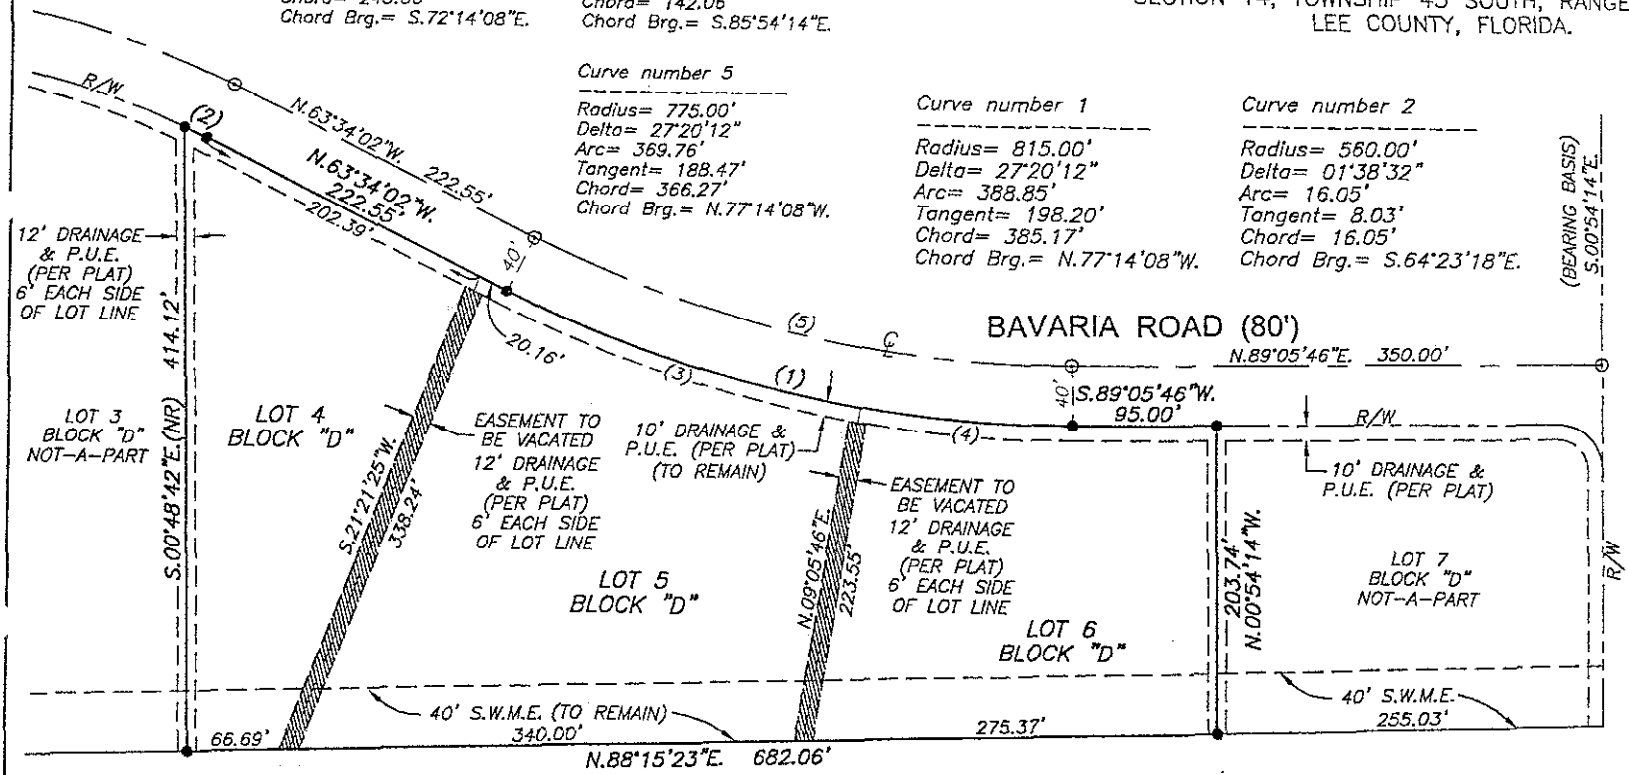 Chord Brg.= S.72°14'08"E.
Chord= 142.06'
Chord Brg.= S.85°54'14"E.
LEE COUNTY, FLORIDA.
Curve number 5
Radius= 775.00'
Delta= 27°20'12"
Arc= 369.76'
Tangent= 188.47'
Chord= 366.27'
Chord Brg.= N.77°14'08"W.
Curve number 1
Radius= 815.00'
Delta= 27°20'12"
Arc= 388.85'
Tangent= 198.20'
Chord= 385.17'
Chord Brg.= N.77°14'08"W.
Curve number 2
Radius= 560.00'
Delta= 01°38'32"
Arc= 16.05'
Tangent= 8.03'
Chord= 16.05'
Chord Brg.= S.64°23'18"E.
(BEARING BASIS)
S.00°54'14"E.
R/W
(2)
N.63°34'02"W. 222.55'
N.63°34'02"W.
222.55'
202.39'
40'
20.16'
12' DRAINAGE
& P.U.E.
(PER PLAT)
6' EACH SIDE
OF LOT LINE
S.00°48'42"E.(NR) 414.12'
(5)
℄
BAVARIA ROAD (80')
N.89°05'46"E. 350.00'
(3)
(1)
(4)
40'
S.89°05'46"W.
95.00'
R/W
LOT 3
BLOCK "D"
NOT-A-PART
LOT 4
BLOCK "D"
S.21°21'25"W.
338.24'
EASEMENT TO
BE VACATED
12' DRAINAGE
& P.U.E.
(PER PLAT)
6' EACH SIDE
OF LOT LINE
10' DRAINAGE &
P.U.E. (PER PLAT)
(TO REMAIN)
LOT 5
BLOCK "D"
N.09°05'46"E.
223.55'
EASEMENT TO
BE VACATED
12' DRAINAGE
& P.U.E.
(PER PLAT)
6' EACH SIDE
OF LOT LINE
LOT 6
BLOCK "D"
203.74'
N.00°54'14"W.
10' DRAINAGE &
P.U.E. (PER PLAT)
LOT 7
BLOCK "D"
NOT-A-PART
R/W
40' S.W.M.E. (TO REMAIN)
40' S.W.M.E.
66.69'
340.00'
275.37'
255.03'
N.88°15'23"E. 682.06'